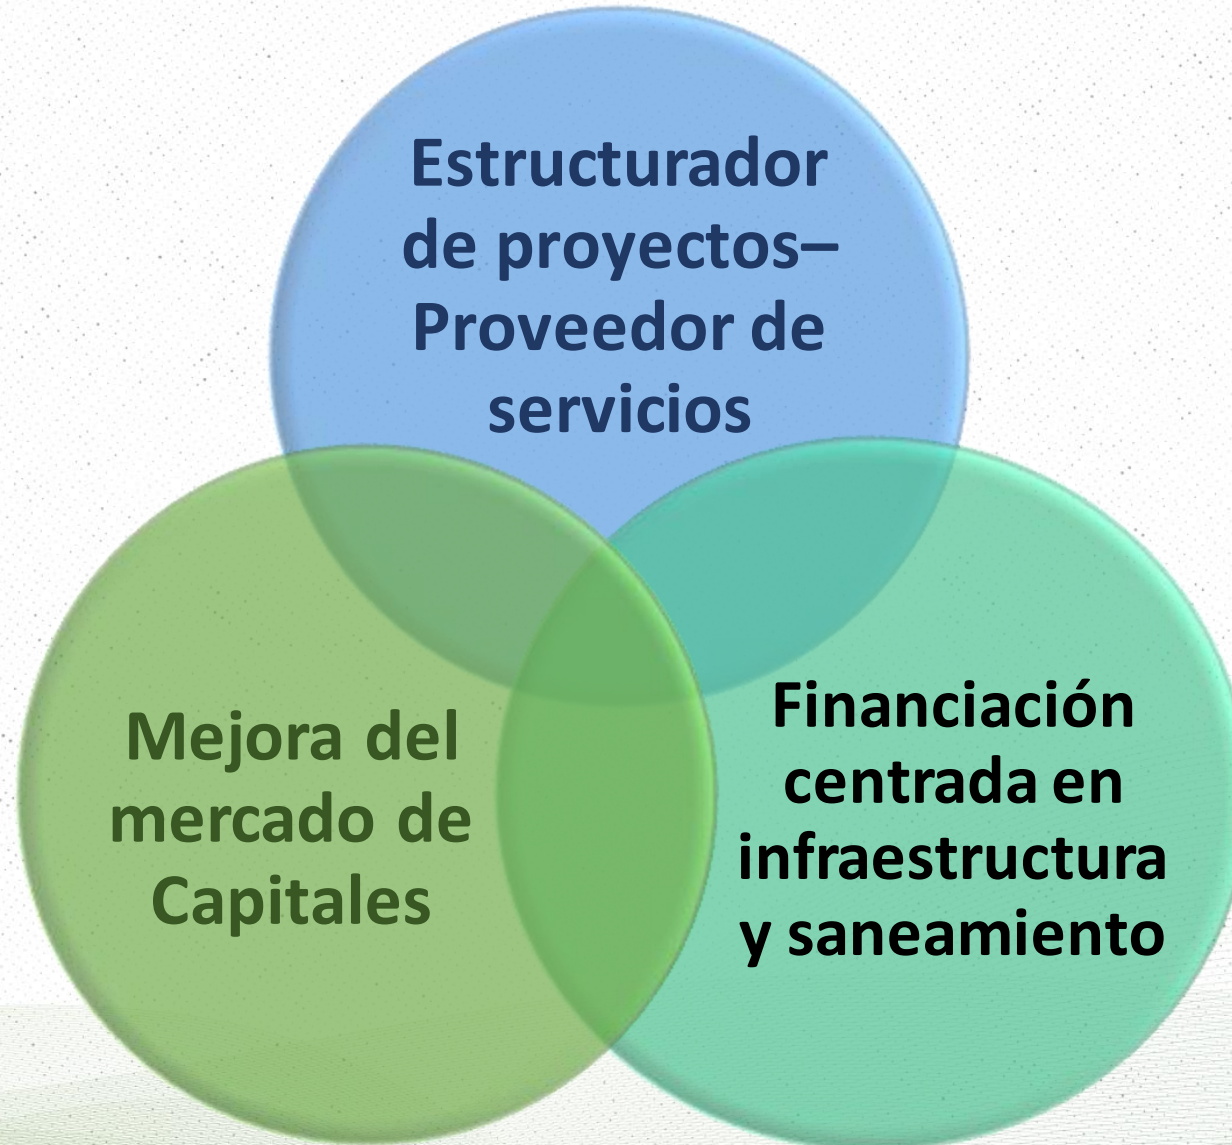 Estructurador
de proyectos–
Proveedor de
servicios
Mejora del
mercado de
Capitales
Financiación
centrada en
infraestructura
y saneamiento